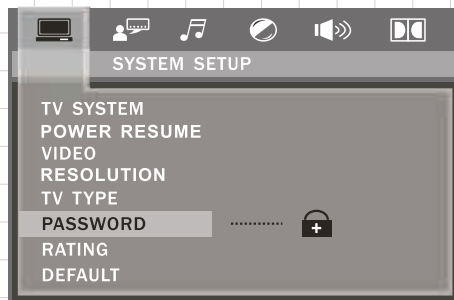 SYSTEM SETUP
TV SYSTEM
POWER RESUME
VIDEO
RESOLUTION
TV TYPE
PASSWORD
RATING
DEFAULT